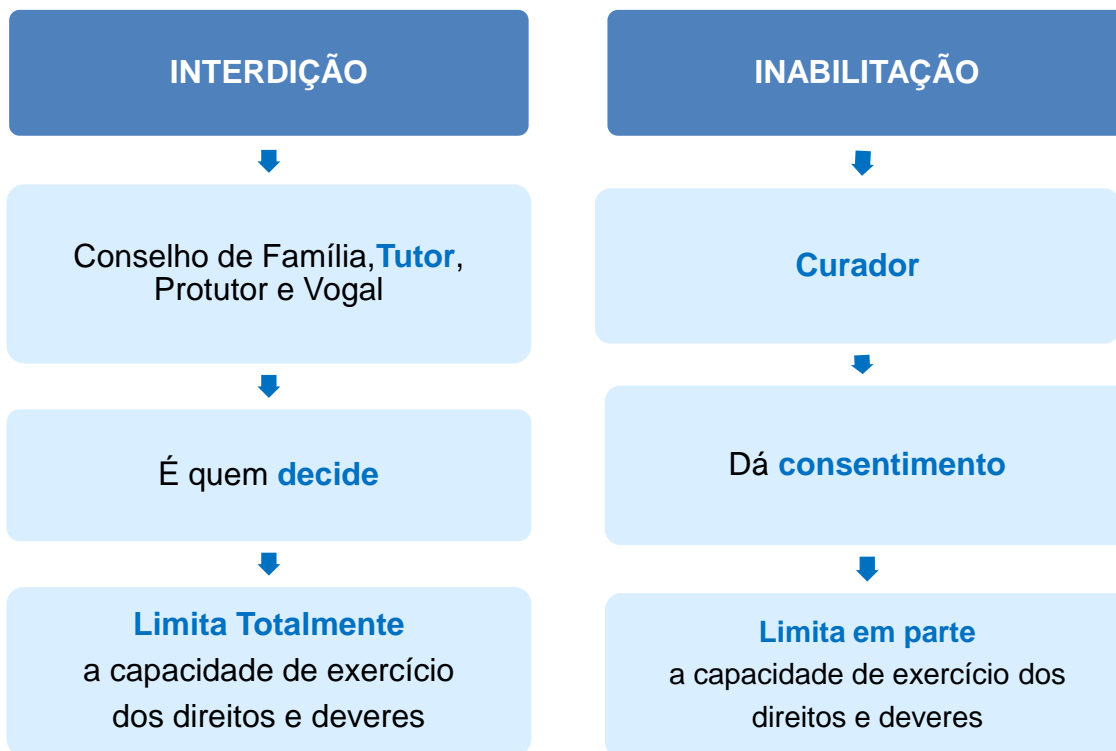 INTERDIÇÃO
Conselho de Família,Tutor,
Protutor e Vogal
É quem decide
Limita Totalmente
a capacidade de exercício
dos direitos e deveres
INABILITAÇÃO
Curador
Dá consentimento
Limita em parte
a capacidade de exercício dos
direitos e deveres